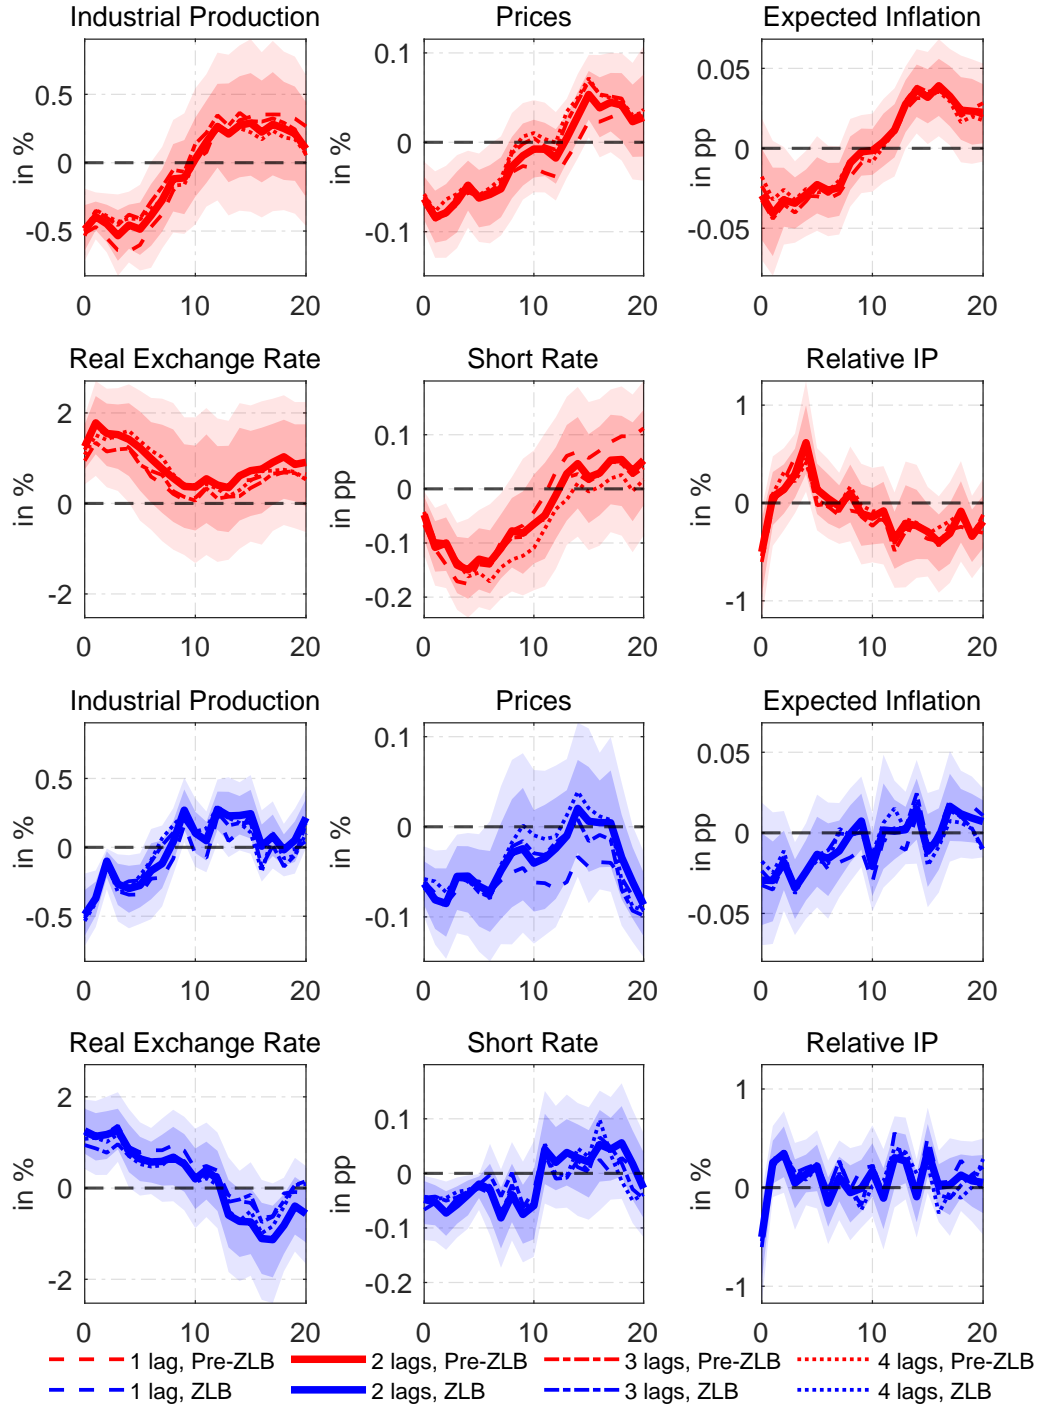 Industrial Production Prices Expected Inflation
in %
0.5
0
-0.5
0 10 20
in %
0.1
0
-0.1
0 10 20
in pp
0.05
0
-0.05
0 10 20
Real Exchange Rate Short Rate Relative IP
in %
2
0
-2
0 10 20
in pp
0.1
0
-0.1
-0.2
0 10 20
in %
1
0
-1
0 10 20
Industrial Production Prices Expected Inflation
in %
0.5
0
-0.5
0 10 20
in %
0.1
0
-0.1
0 10 20
in pp
0.05
0
-0.05
0 10 20
Real Exchange Rate Short Rate Relative IP
in %
2
0
-2
0 10 20
in pp
0.1
0
-0.1
-0.2
0 10 20
in %
1
0
-1
0 10 20
1 lag, Pre-ZLB 2 lags, Pre-ZLB 3 lags, Pre-ZLB 4 lags, Pre-ZLB
1 lag, ZLB 2 lags, ZLB 3 lags, ZLB 4 lags, ZLB